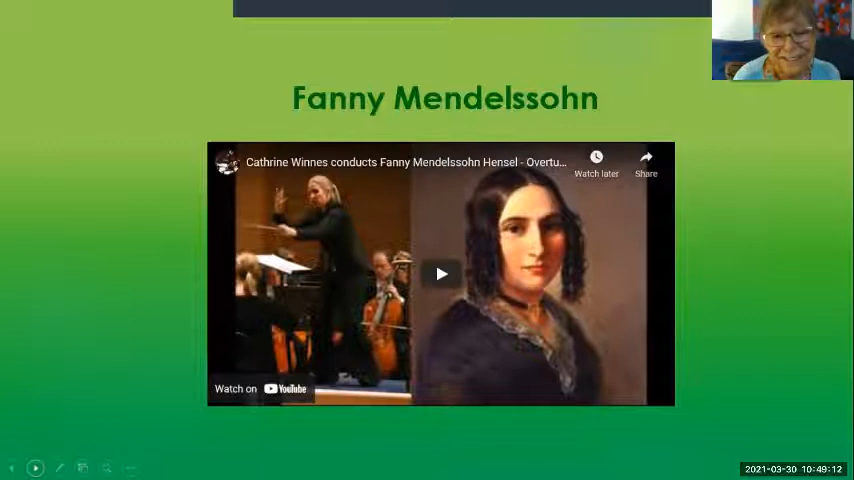 Fanny Mendelssohn
Cathrine Winnes conducts Fanny Mendelssohn Hensel - Overtu...
Watch later
Share
Watch on YouTube
2021-03-30 10:49:12